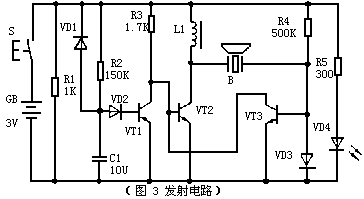 S
VD1
R3
1.7K
L1
R4
500K
R2
150K
R5
300
R1
1K
B
GB
3V
VD2
VT1
VT2
VT3
VD4
C1
10U
VD3
(图 3 发射电路)